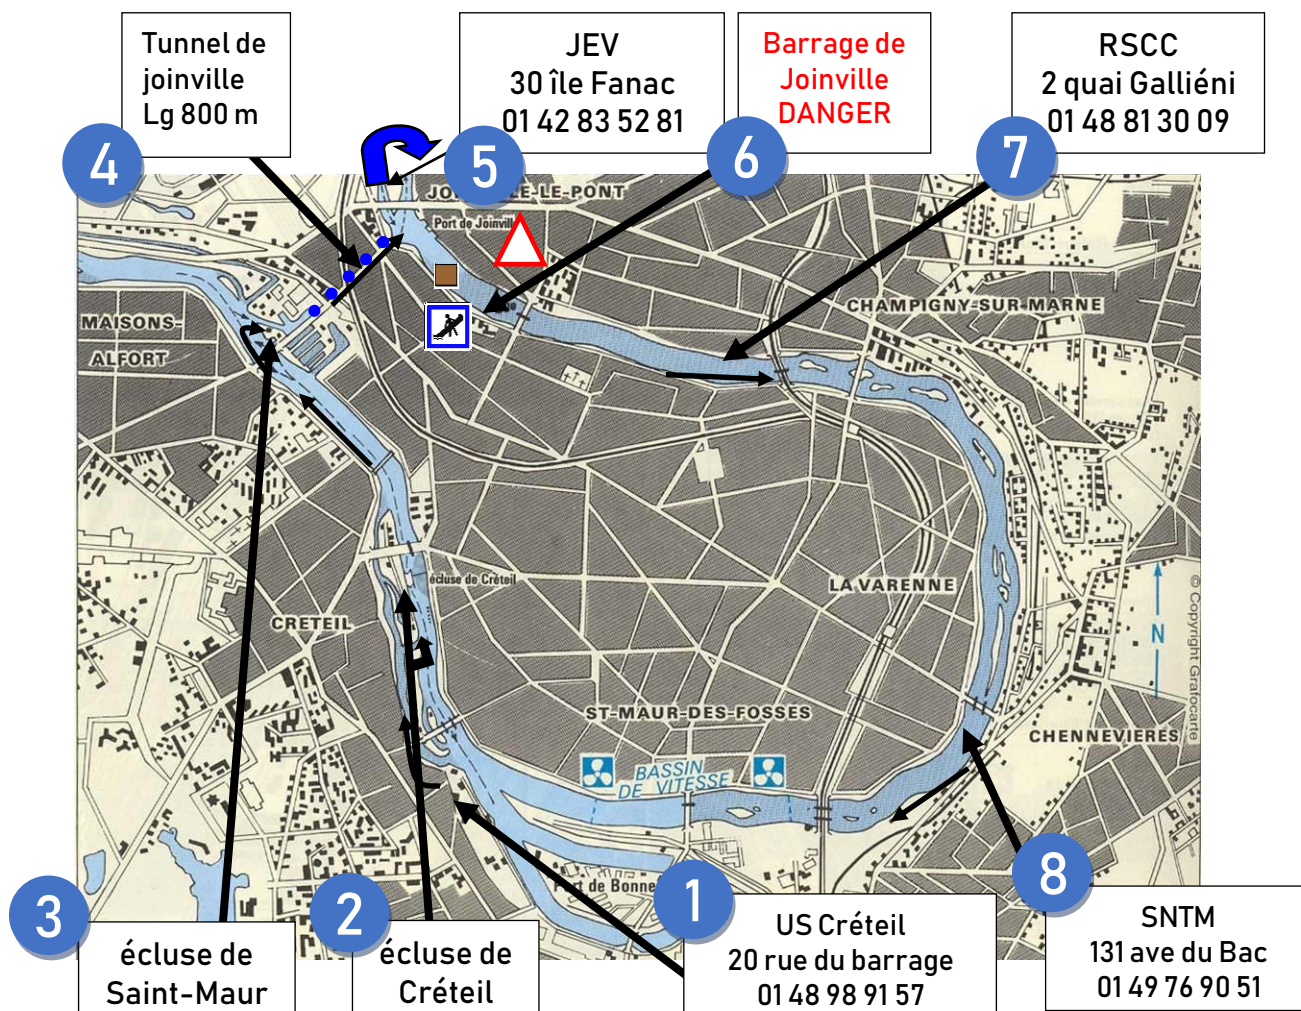 Tunnel de
joinville
Lg 800 m
JEV
30 île Fanac
01 42 83 52 81
Barrage de
Joinville
DANGER
RSCC
2 quai Galliéni
01 48 81 30 09
4
5
6
7
Port de Joinvill
CHAMPIGNY-SUR-MARNE
MAISONS-
ALFORT
écluse de Créteil
LA VARENNE
CRETEIL
N
© Copyright Grafocarte
ST-MAUR-DES-FOSSES
CHENNEVIERES
BASSIN
DE VITESSE
Port de Bonne
3
écluse de
Saint-Maur
2
écluse de
Créteil
1
US Créteil
20 rue du barrage
01 48 98 91 57
8
SNTM
131 ave du Bac
01 49 76 90 51